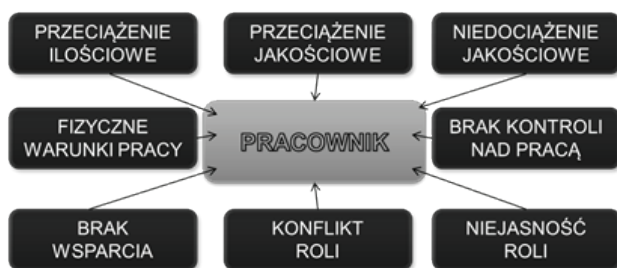 PRZECIĄŻENIE
ILOŚCIOWE
PRZECIĄŻENIE
JAKOŚCIOWE
NIEDOCIĄŻENIE
JAKOŚCIOWE
FIZYCZNE
WARUNKI PRACY
PRACOWNIK
BRAK KONTROLI
NAD PRACĄ
BRAK
WSPARCIA
KONFLIKT
ROLI
NIEJASNOŚĆ
ROLI